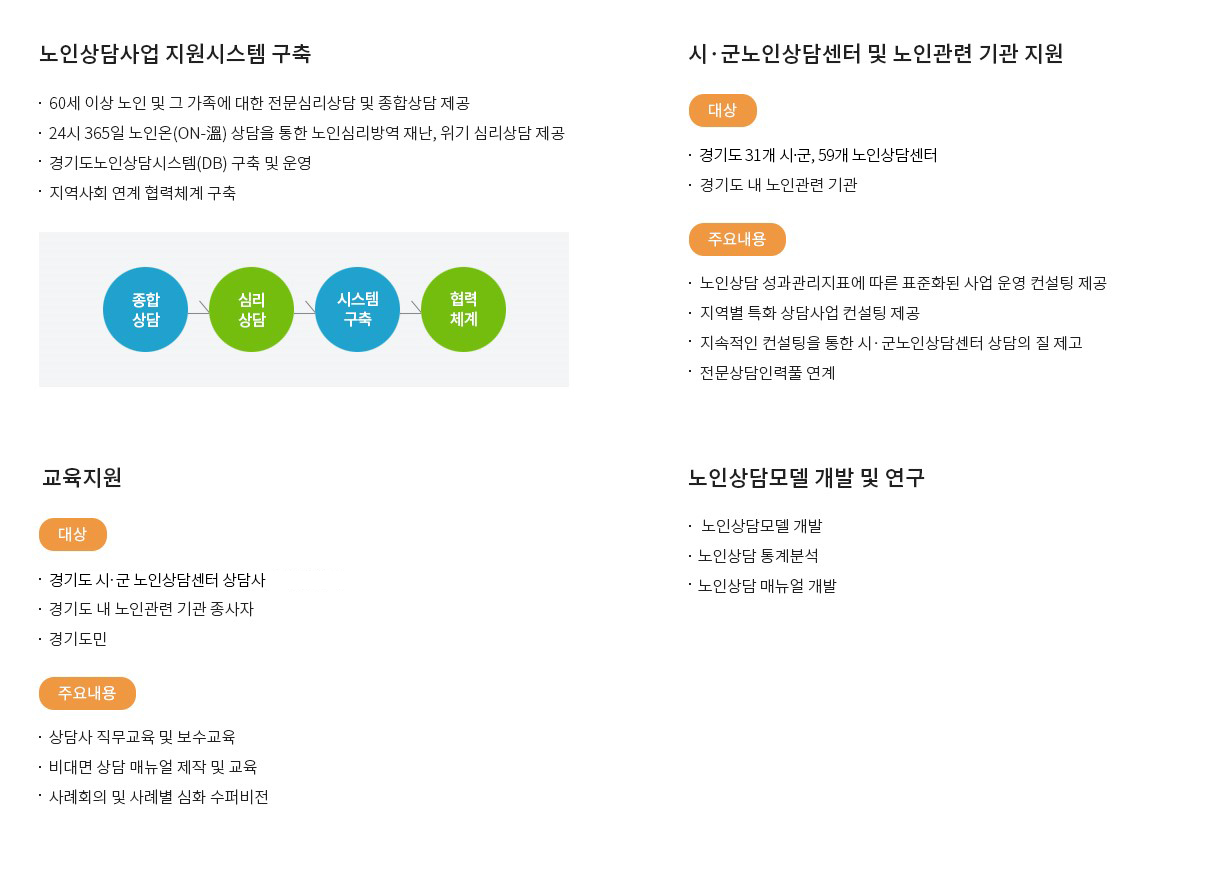 노인상담사업 지원시스템 구축
· 60세 이상 노인 및 그 가족에 대한 전문심리상담 및 종합상담 제공
· 24시 365일 노인온(ON-溫) 상담을 통한 노인심리방역 재난, 위기 심리상담 제공
· 경기도노인상담시스템(DB) 구축 및 운영
· 지역사회 연계 협력체계 구축
종합
상담
심리
상담
시스템
구축
협력
체계
시·군노인상담센터 및 노인관련 기관 지원
대상
· 경기도 31개 시·군, 59개 노인상담센터
· 경기도 내 노인관련 기관
주요내용
· 노인상담 성과관리지표에 따른 표준화된 사업 운영 컨설팅 제공
· 지역별 특화 상담사업 컨설팅 제공
· 지속적인 컨설팅을 통한 시·군노인상담센터 상담의 질 제고
· 전문상담인력풀 연계
교육지원
대상
· 경기도 시·군 노인상담센터 상담사
· 경기도 내 노인관련 기관 종사자
· 경기도민
주요내용
· 상담사 직무교육 및 보수교육
· 비대면 상담 매뉴얼 제작 및 교육
· 사례회의 및 사례별 심화 수퍼비전
노인상담모델 개발 및 연구
· 노인상담모델 개발
· 노인상담 통계분석
· 노인상담 매뉴얼 개발